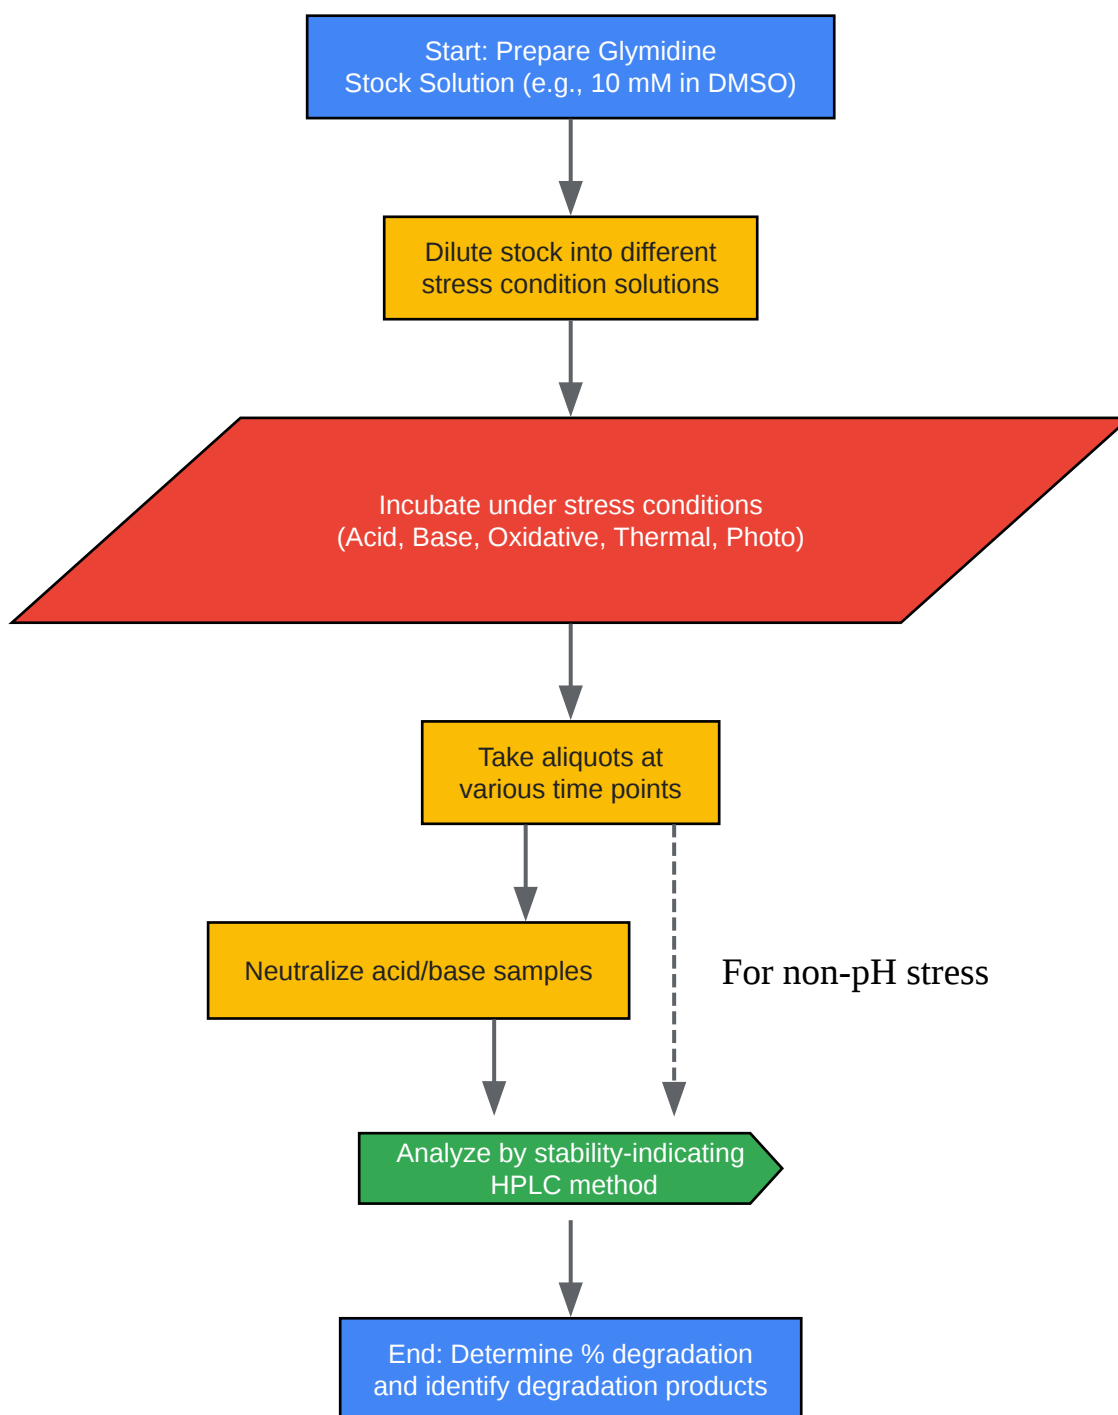 Start: Prepare Glymidine
Stock Solution (e.g., 10 mM in DMSO)
Dilute stock into different
stress condition solutions
Incubate under stress conditions
(Acid, Base, Oxidative, Thermal, Photo)
Take aliquots at
various time points
Neutralize acid/base samples
For non-pH stress
Analyze by stability-indicating
HPLC method
End: Determine % degradation
and identify degradation products